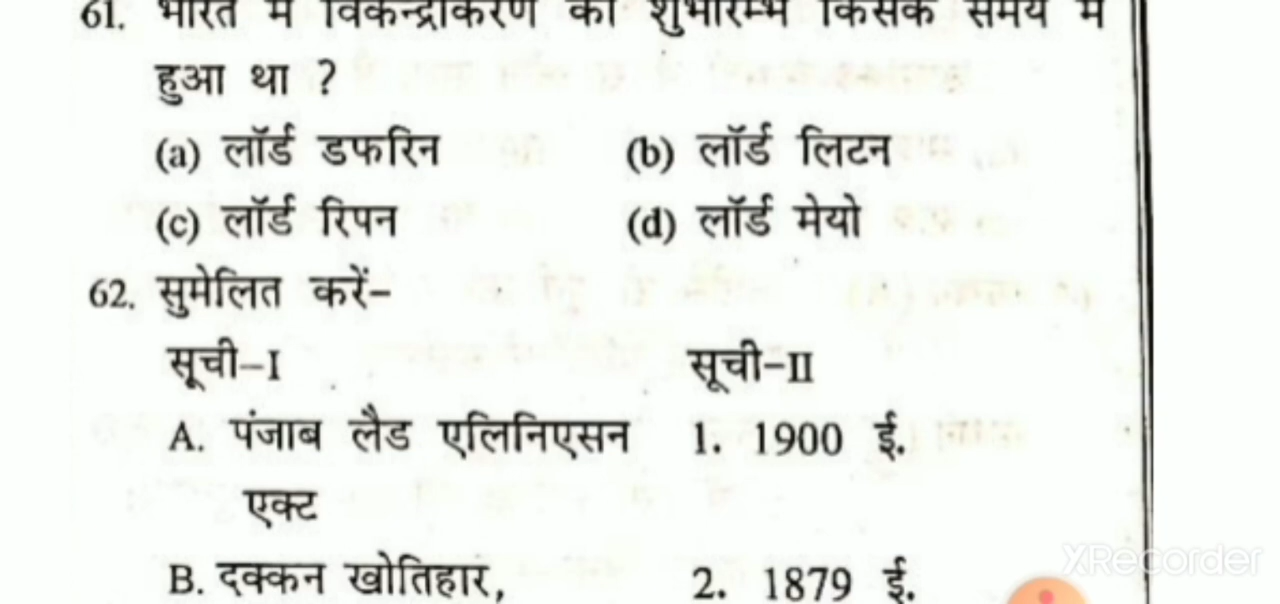 61. भारत में विकेन्द्रीकरण का शुभारम्भ किसके समय में
हुआ था ?
(a) लॉर्ड डफरिन (b) लॉर्ड लिटन
(c) लॉर्ड रिपन (d) लॉर्ड मेयो
62. सुमेलित करें–
सूची–I सूची–II
A. पंजाब लैड एलिनिएसन 1. 1900 ई.
एक्ट
B. दक्कन खोतिहार, 2. 1879 ई.
XRecorder